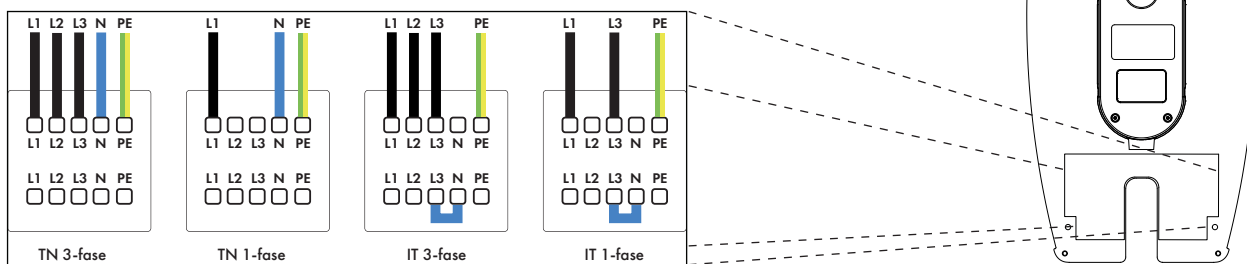 L1 L2 L3 N PE
L1 L2 L3 N PE
L1 L2 L3 N PE
TN 3-fase
L1 N PE
L1 L2 L3 N PE
L1 L2 L3 N PE
TN 1-fase
L1 L2 L3 PE
L1 L2 L3 N PE
L1 L2 L3 N PE
IT 3-fase
L1 L3 PE
L1 L2 L3 N PE
L1 L2 L3 N PE
IT 1-fase